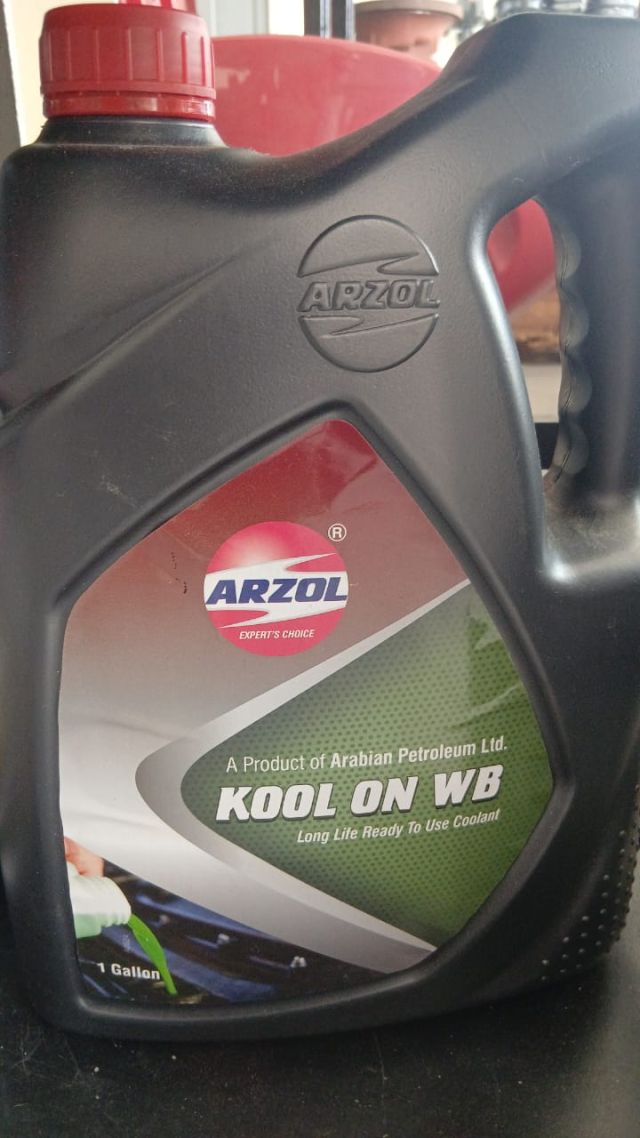 ARZOL
®
ARZOL
EXPERT'S CHOICE
A Product of Arabian Petroleum Ltd.
KOOL ON WB
Long Life Ready To Use Coolant
1 Gallon